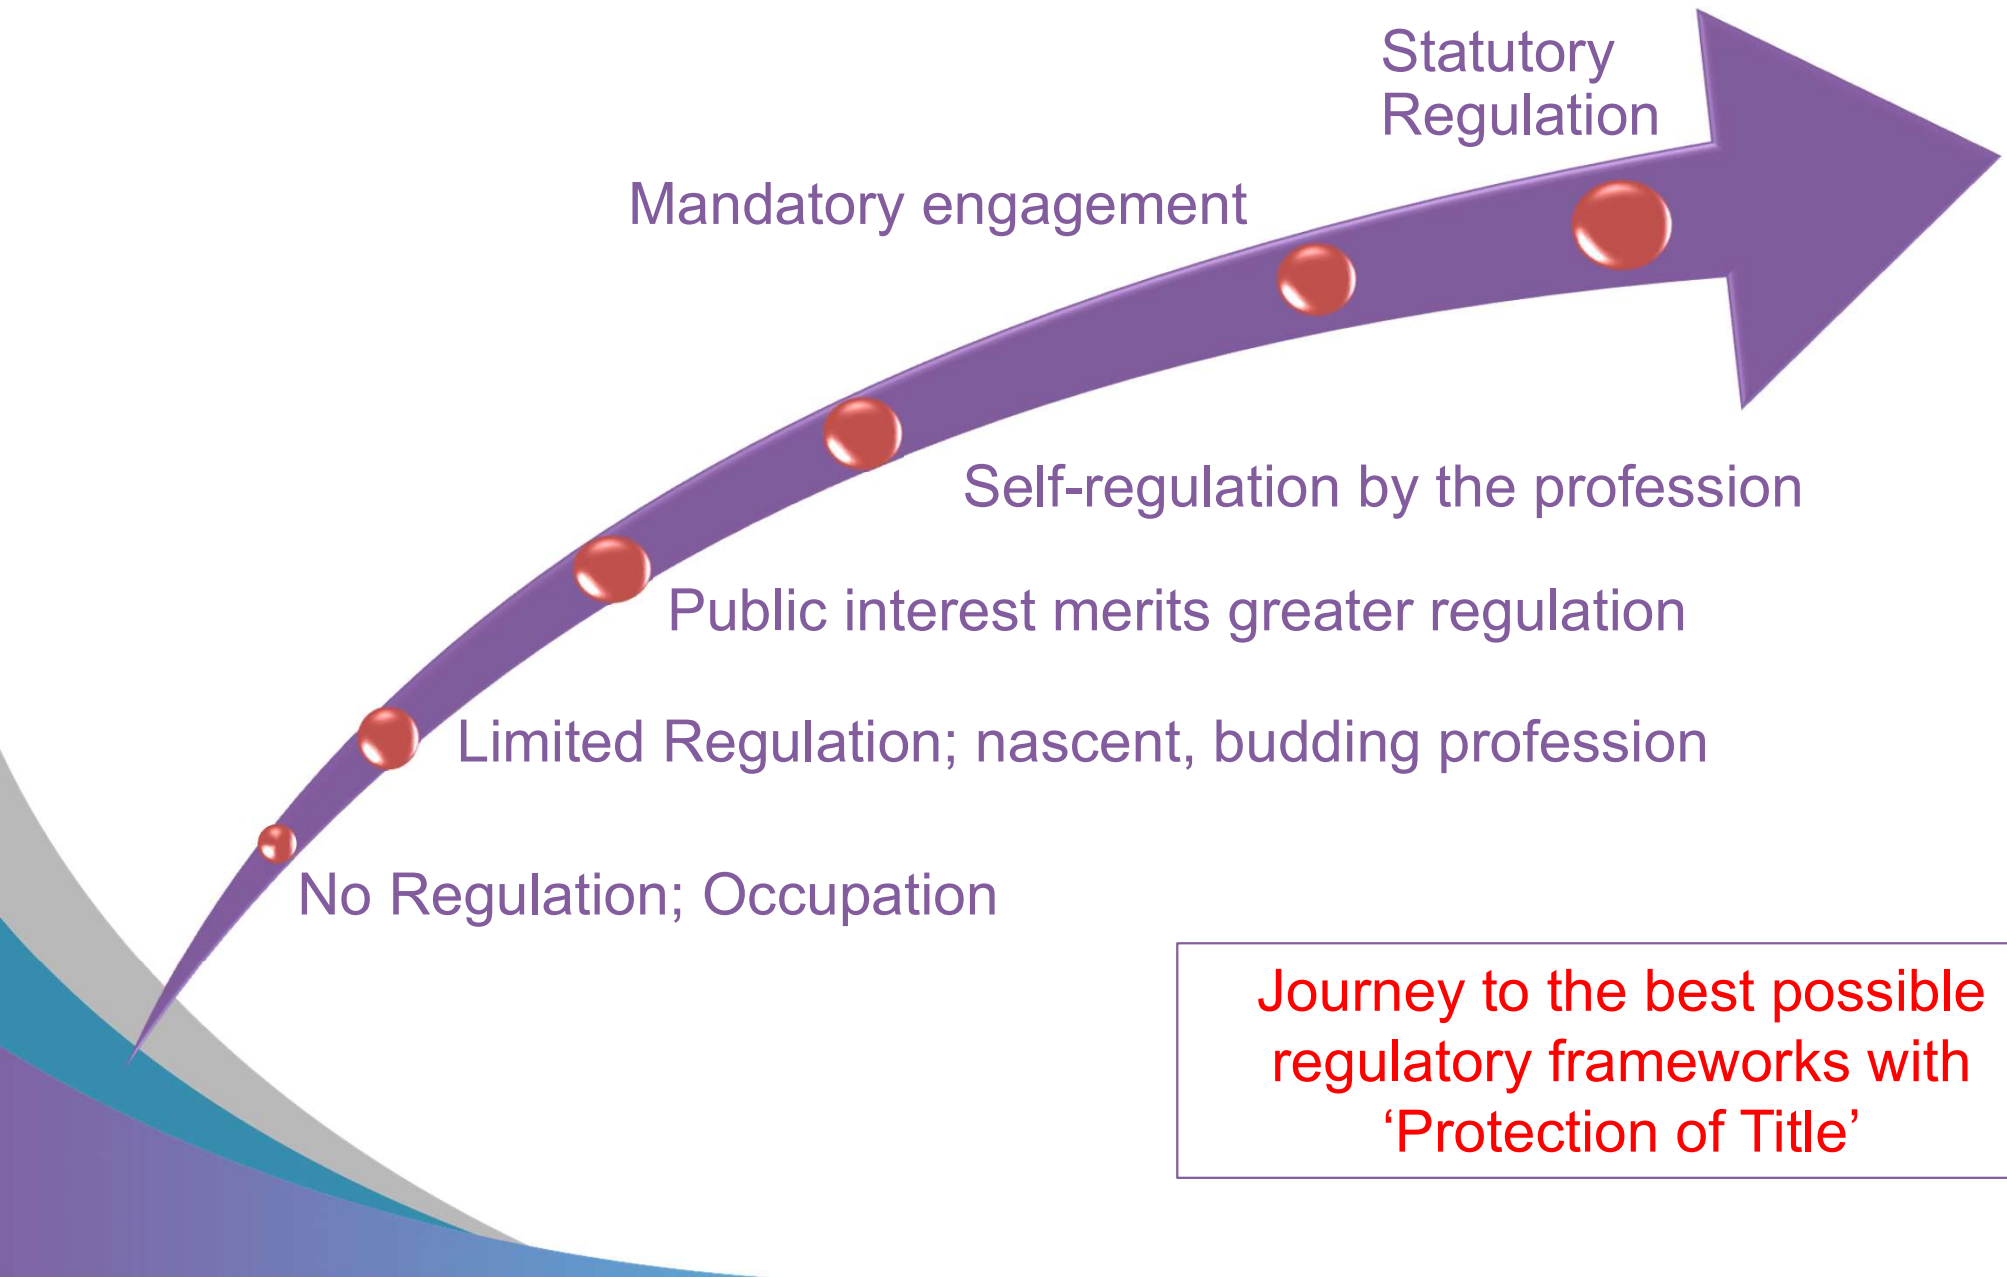 Statutory
Regulation
Mandatory engagement
Self-regulation by the profession
Public interest merits greater regulation
Limited Regulation; nascent, budding profession
No Regulation; Occupation
Journey to the best possible
regulatory frameworks with
‘Protection of Title’